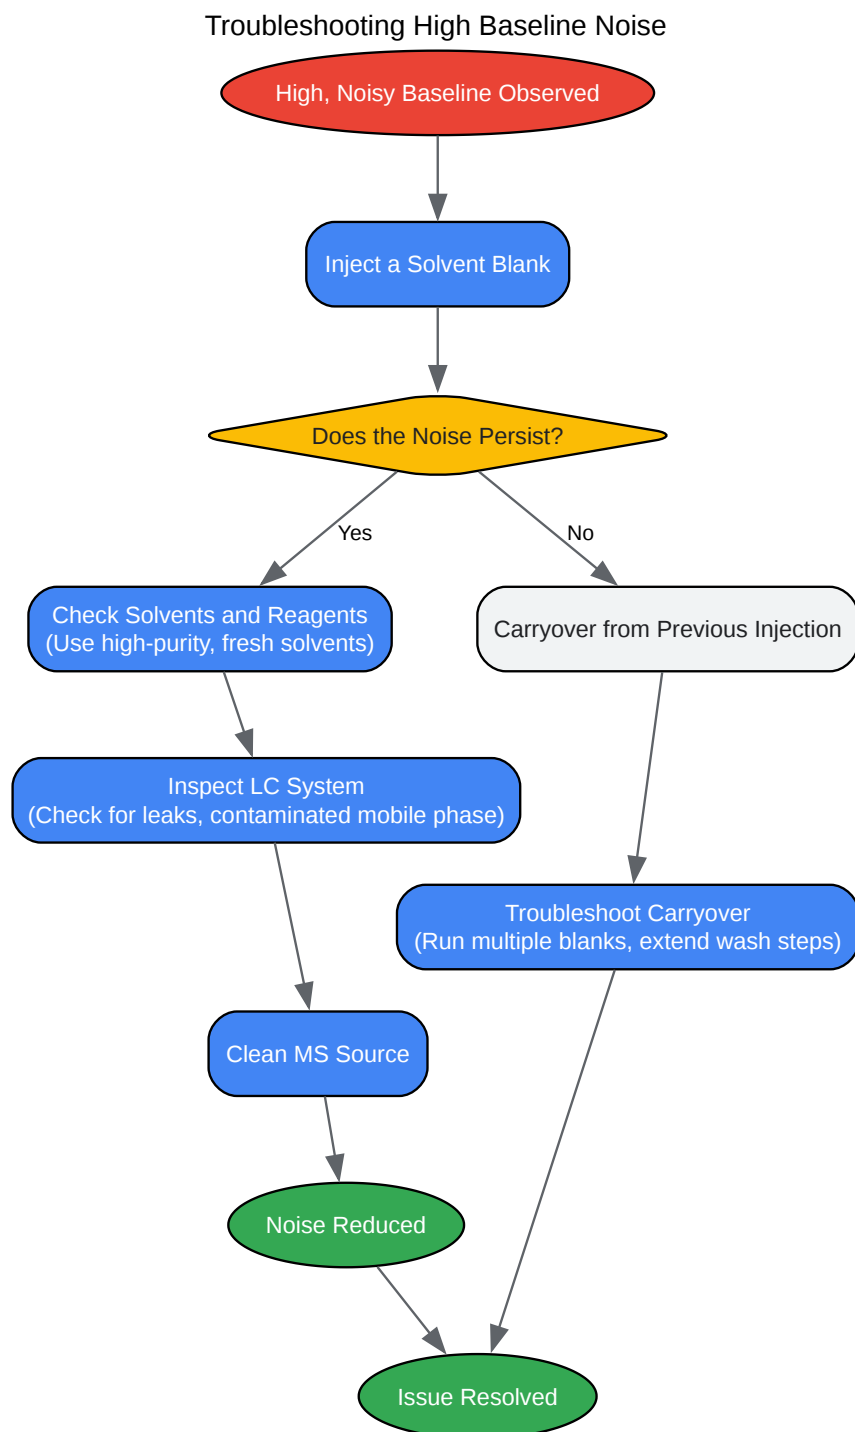 Troubleshooting High Baseline Noise
High, Noisy Baseline Observed
Inject a Solvent Blank
Does the Noise Persist?
Yes
No
Check Solvents and Reagents
(Use high-purity, fresh solvents)
Carryover from Previous Injection
Inspect LC System
(Check for leaks, contaminated mobile phase)
Troubleshoot Carryover
(Run multiple blanks, extend wash steps)
Clean MS Source
Noise Reduced
Issue Resolved